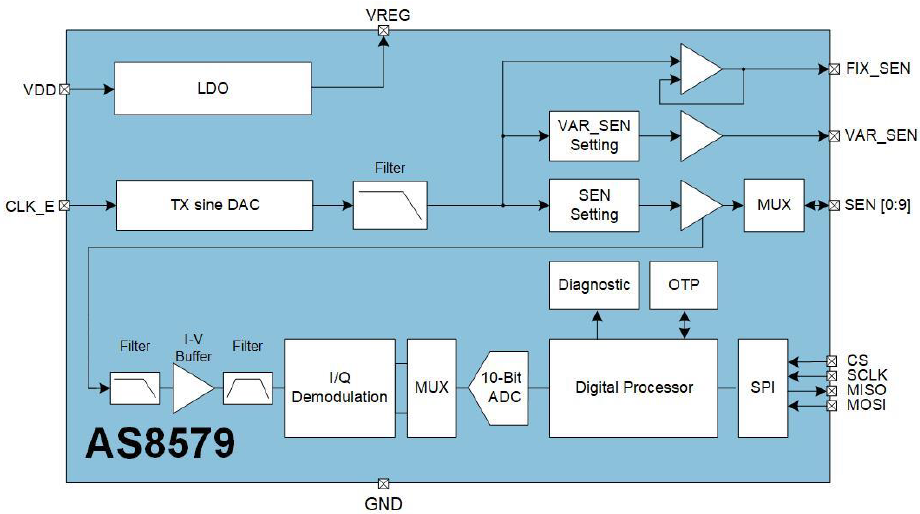 VREG
VDD
LDO
FIX_SEN
VAR_SEN
Setting
VAR_SEN
Filter
CLK_E
TX sine DAC
SEN
Setting
MUX
SEN [0:9]
Diagnostic
OTP
Filter
I-V
Buffer
Filter
I/Q
Demodulation
MUX
10-Bit
ADC
Digital Processor
SPI
CS
SCLK
MISO
MOSI
AS8579
GND